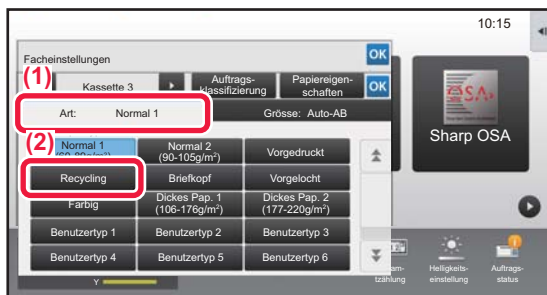 10:15
Facheinstellungen
OK
(1)
Kassette 3
Auftrags-
klassifizierung
Papiereigen-
schaften
OK
Art: Normal 1
Grösse: Auto-AB
(2)
Normal 1
Normal 2
(90-105g/m²)
Vorgedruckt
Recycling
Briefkopf
Vorgelocht
Farbig
Dickes Pap. 1
(106-176g/m²)
Dickes Pap. 2
(177-220g/m²)
Benutzertyp 1
Benutzertyp 2
Benutzertyp 3
Benutzertyp 4
Benutzertyp 5
Benutzertyp 6
Y
OSA
Sharp OSA
zählung
Helligkeits-
einstellung
Auftrags-
status